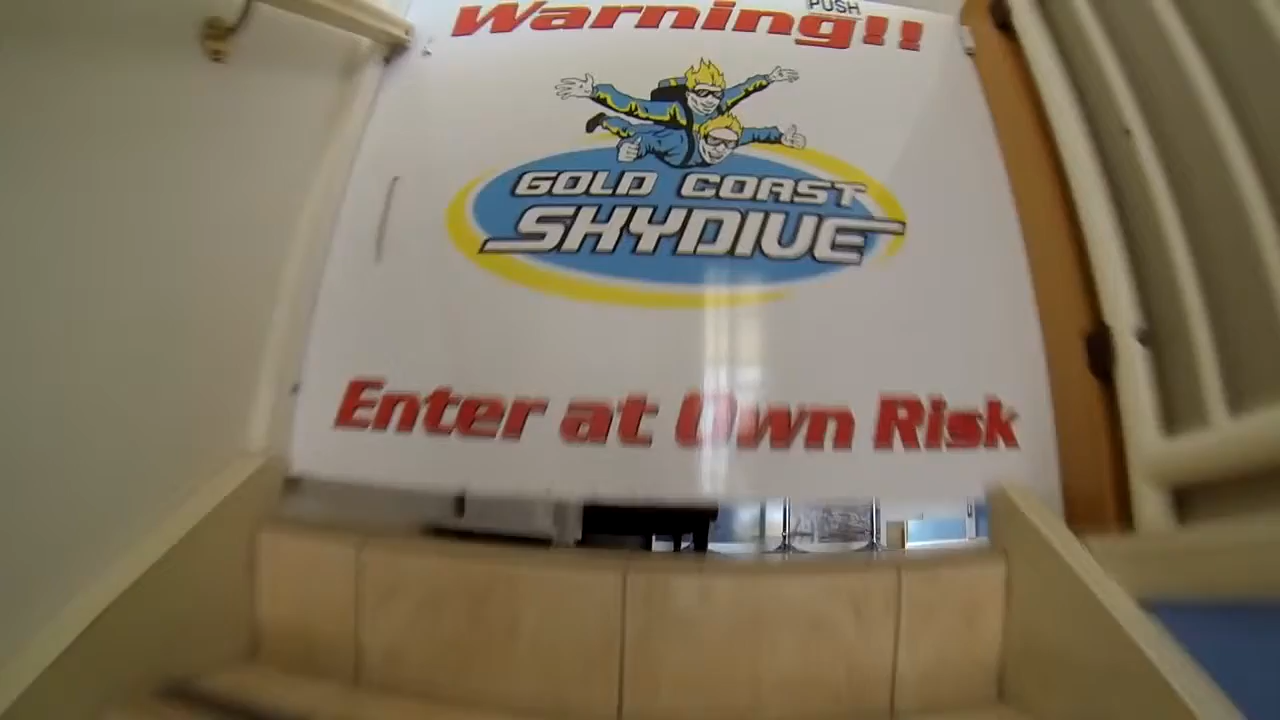 PUSH
Warning!!
GOLD COAST
SKYDIVE
Enter at Own Risk